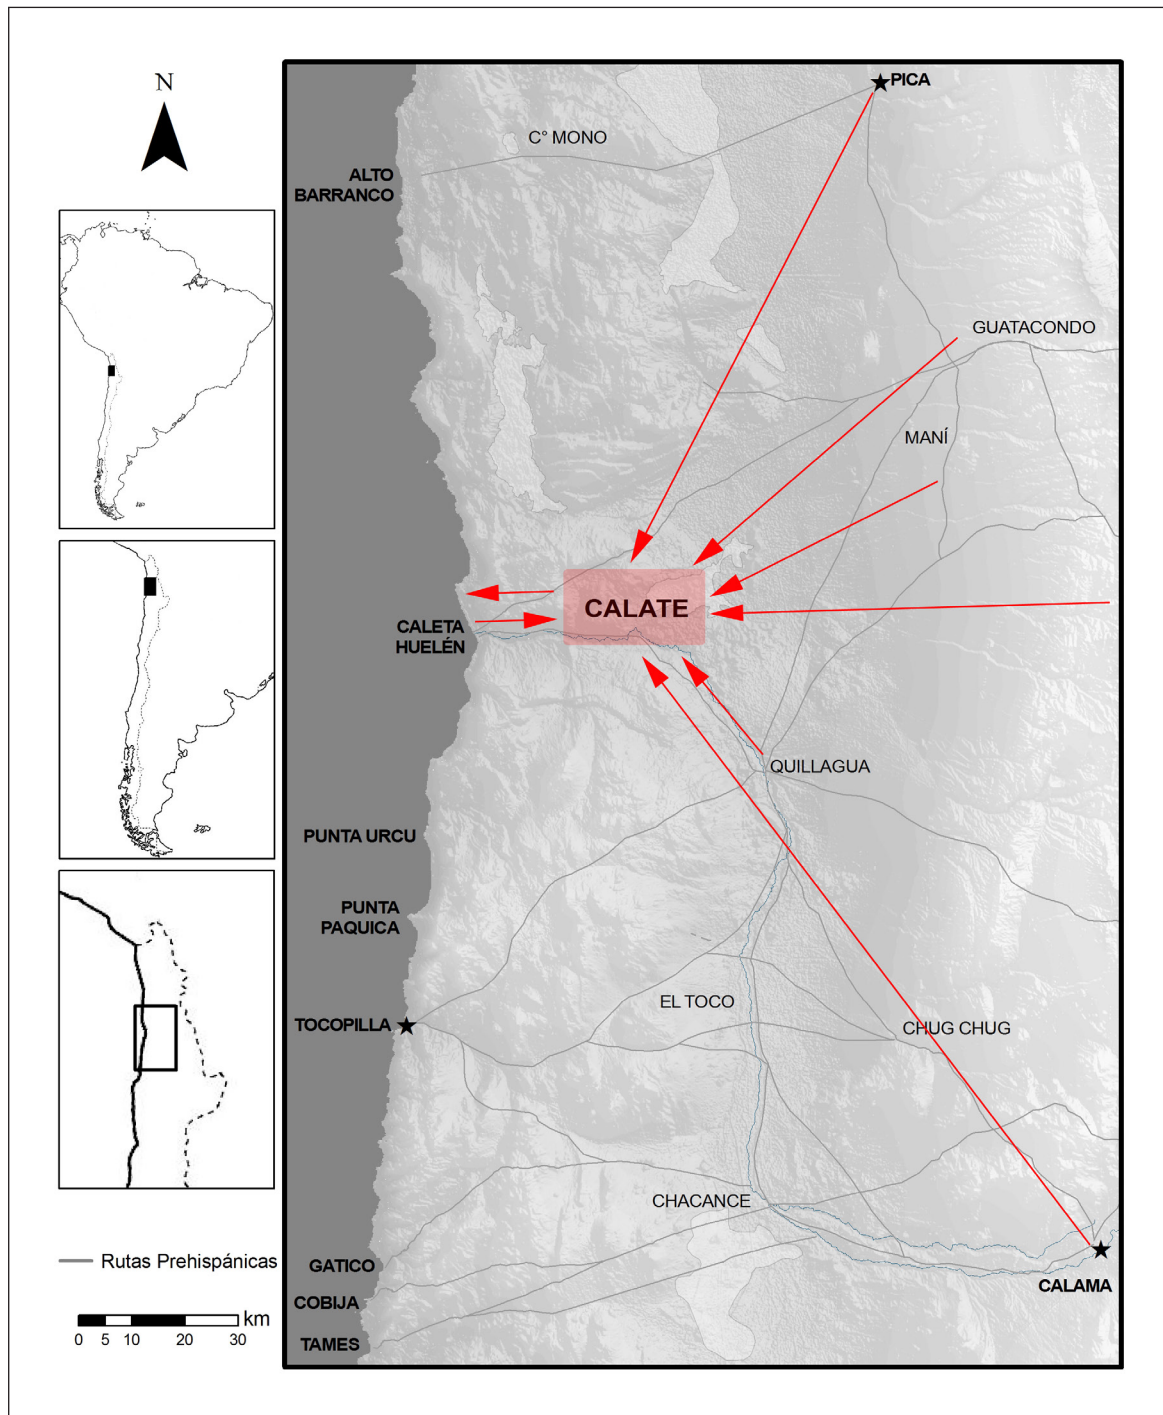 N
PICA
C° MONO
ALTO
BARRANCO
GUATACONDO
MANÍ
CALATE
CALETA
HUELÉN
QUILLAGUA
PUNTA URCU
PUNTA
PAQUICA
EL TOCO
TOCOPILLA
CHUG CHUG
CHACANCE
Rutas Prehispánicas
GATICO
CALAMA
COBIJA
km
0 5 10 20 30
TAMES